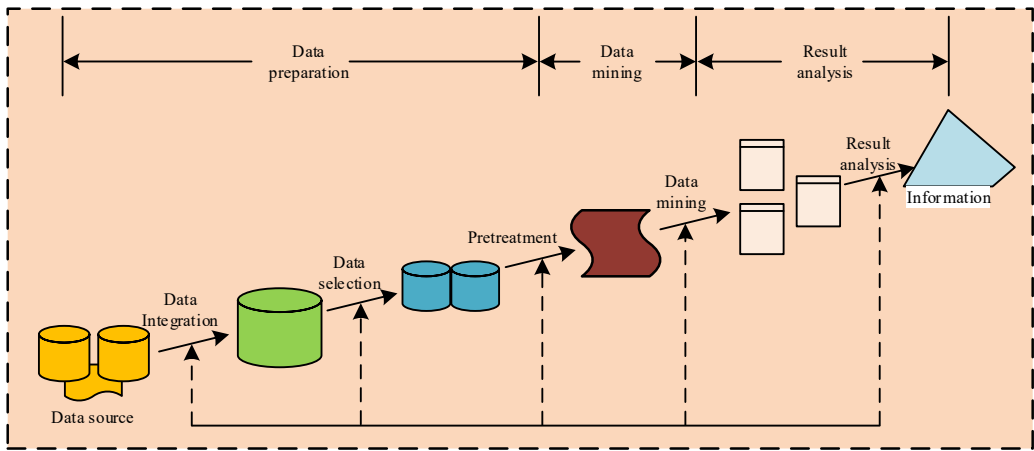 Data
preparation
Data
mining
Result
analysis
Result
analysis
Information
Data
mining
Pretreatment
Data
selection
Data
Integration
Data source